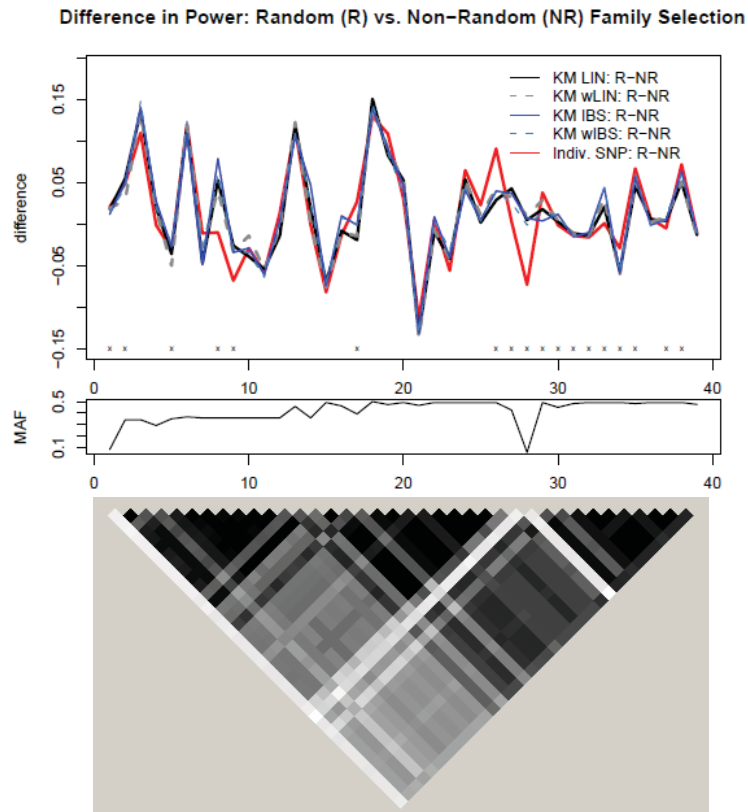 Difference in Power: Random (R) vs. Non−Random (NR) Family Selection
KM LIN: R−NR
KM wLIN: R−NR
KM IBS: R−NR
KM wIBS: R−NR
Indiv. SNP: R−NR
difference
0.15
0.05
−0.05
−0.15
x x x x x x x x x x x x x x x x x x
0 10 20 30 40
MAF
0.5
0.1
0 10 20 30 40